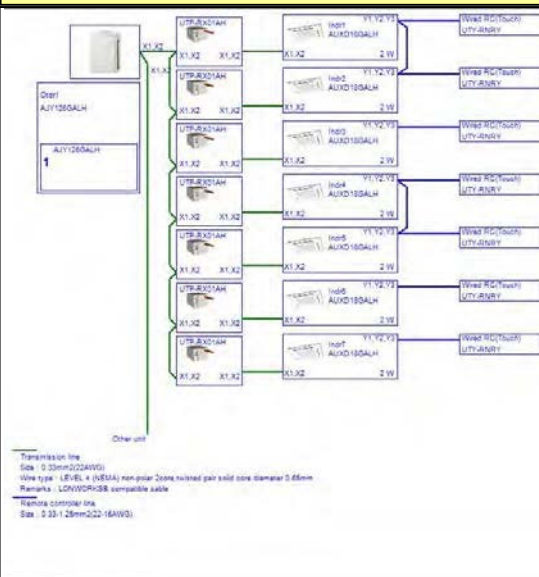 X1,X2
X1,X2
Otdr1
AJY126GALH
AJY126GALH
1
UTP-RX01AH
X1,X2 X1,X2
Indr1
AUXD18GALH
Y1,Y2,Y3
X1,X2 2 W
Wired RC(Touch)
UTY-RNRY
UTP-RX01AH
X1,X2 X1,X2
Indr2
AUXD18GALH
Y1,Y2,Y3
X1,X2 2 W
Wired RC(Touch)
UTY-RNRY
UTP-RX01AH
X1,X2 X1,X2
Indr3
AUXD18GALH
Y1,Y2,Y3
X1,X2 2 W
Wired RC(Touch)
UTY-RNRY
UTP-RX01AH
X1,X2 X1,X2
Indr4
AUXD18GALH
Y1,Y2,Y3
X1,X2 2 W
Wired RC(Touch)
UTY-RNRY
UTP-RX01AH
X1,X2 X1,X2
Indr5
AUXD18GALH
Y1,Y2,Y3
X1,X2 2 W
Wired RC(Touch)
UTY-RNRY
UTP-RX01AH
X1,X2 X1,X2
Indr6
AUXD18GALH
Y1,Y2,Y3
X1,X2 2 W
Wired RC(Touch)
UTY-RNRY
UTP-RX01AH
X1,X2 X1,X2
Indr7
AUXD18GALH
Y1,Y2,Y3
X1,X2 2 W
Wired RC(Touch)
UTY-RNRY
Other unit
Transmission line
Size : 0.33mm2(22AWG)
Wire type : LEVEL 4 (NEMA) non-polar 2core,twisted pair solid core diameter 0.65mm
Remarks : LONWORKS® compatible cable
Remote controller line
Size : 0.33-1.25mm2(22-16AWG)